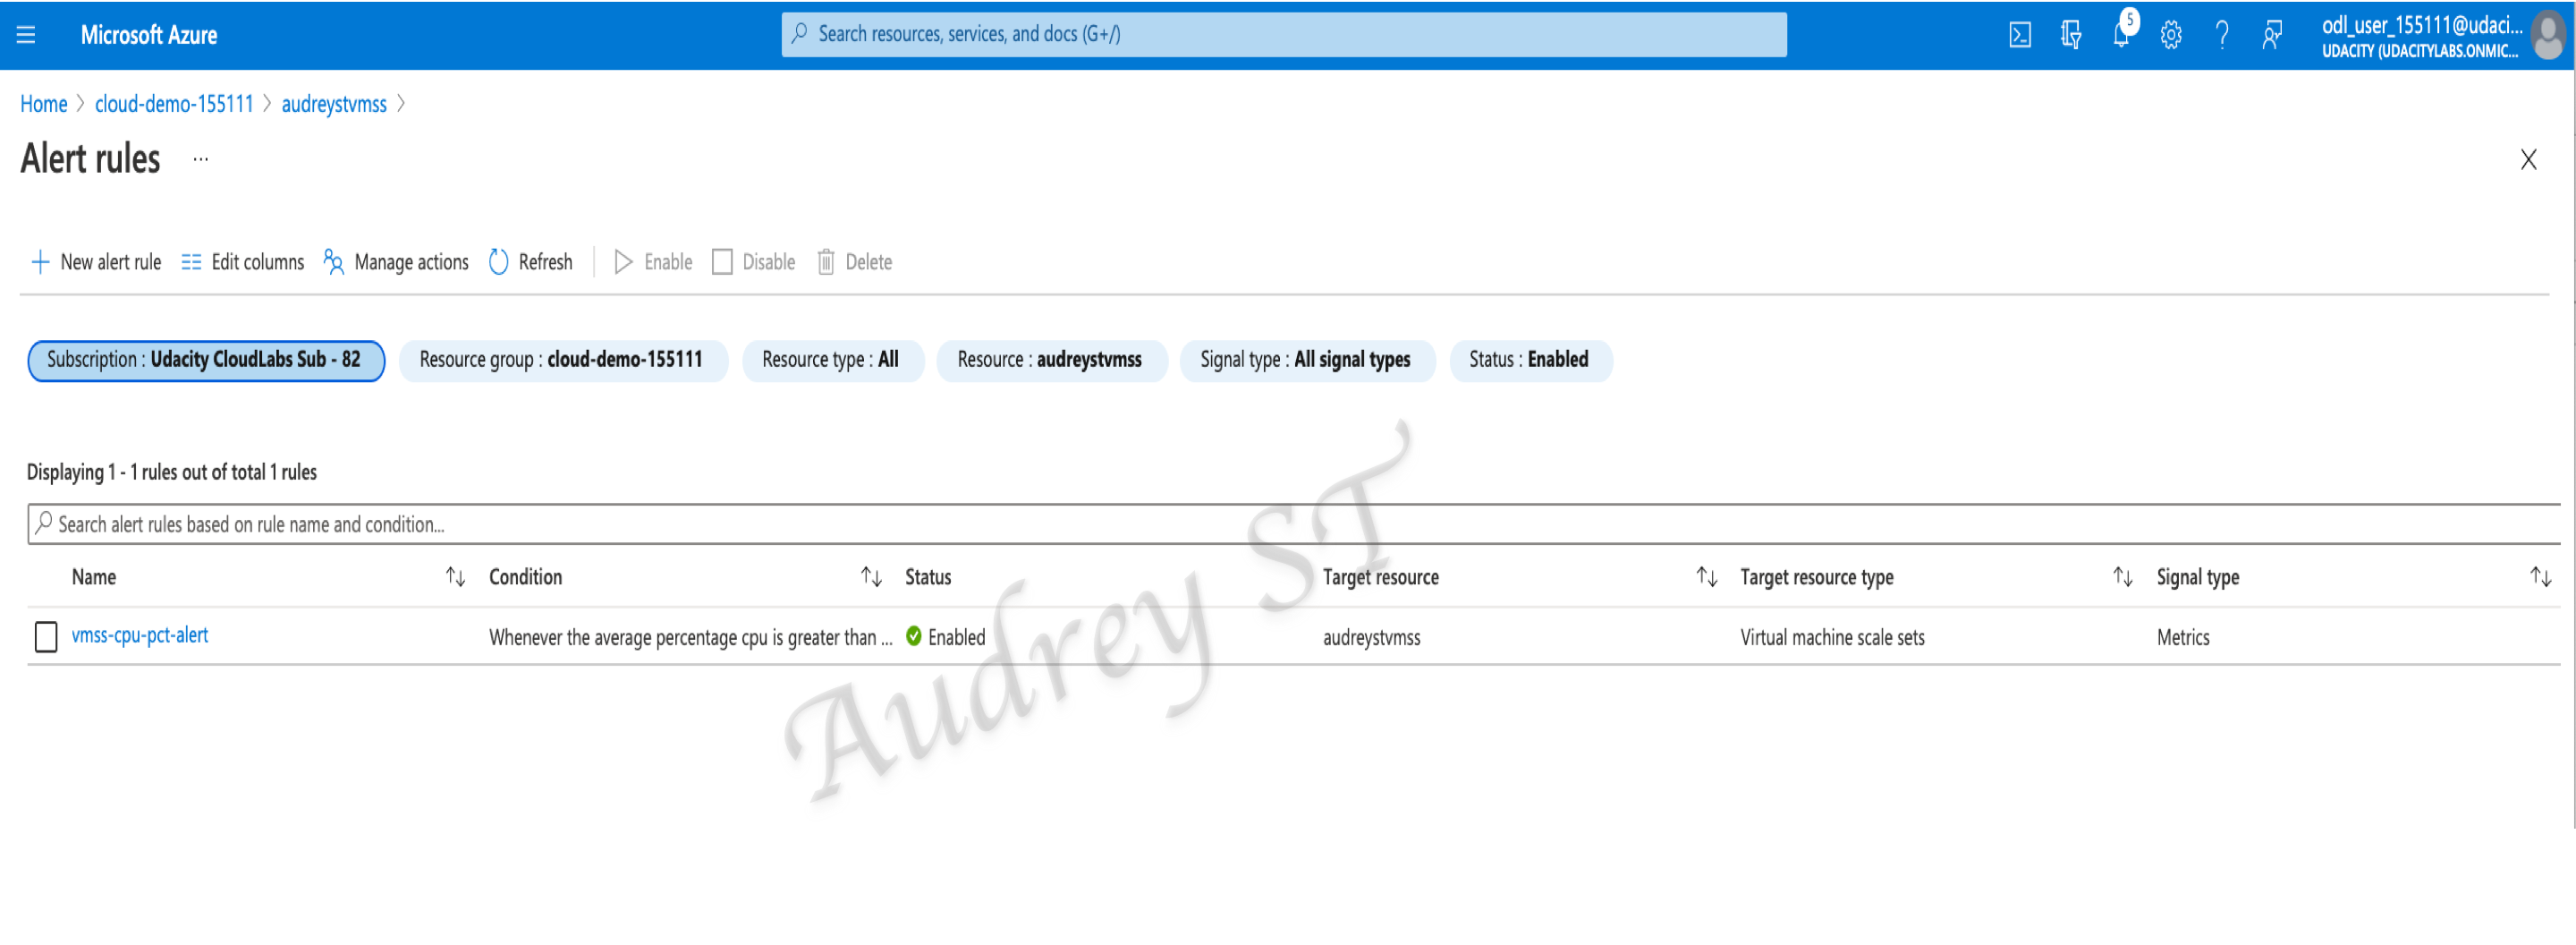 Microsoft Azure
Search resources, services, and docs (G+/)
5
odl_user_155111@udaci...
UDACITY (UDACITYLABS.ONMIC...
Home > cloud-demo-155111 > audreystvmss >
Alert rules ...
New alert rule Edit columns Manage actions Refresh Enable Disable Delete
Subscription : Udacity CloudLabs Sub - 82 Resource group : cloud-demo-155111 Resource type : All Resource : audreystvmss Signal type : All signal types Status : Enabled
Displaying 1 - 1 rules out of total 1 rules
Search alert rules based on rule name and condition...
Name Condition Status Target resource Target resource type Signal type
vmss-cpu-pct-alert Whenever the average percentage cpu is greater than ... Enabled audreystvmss Virtual machine scale sets Metrics
Audrey ST